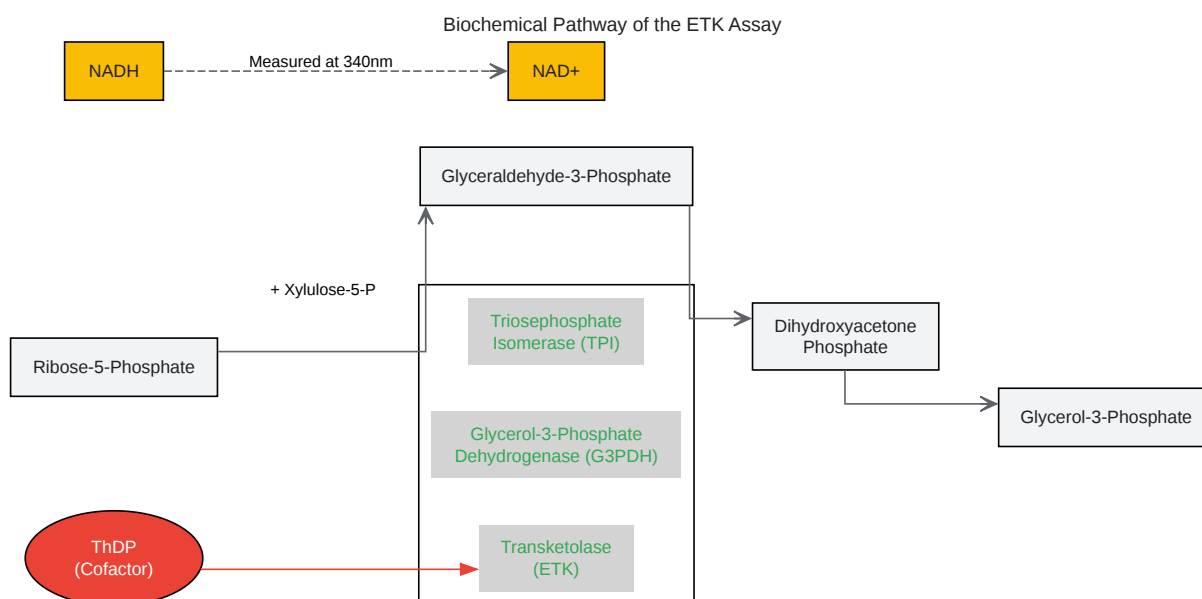 Biochemical Pathway of the ETK Assay
NADH
Measured at 340nm
NAD+
Glyceraldehyde-3-Phosphate
+ Xylulose-5-P
Triosephosphate
Isomerase (TPI)
Dihydroxyacetone
Phosphate
Ribose-5-Phosphate
Glycerol-3-Phosphate
Glycerol-3-Phosphate
Dehydrogenase (G3PDH)
ThDP
(Cofactor)
Transketolase
(ETK)